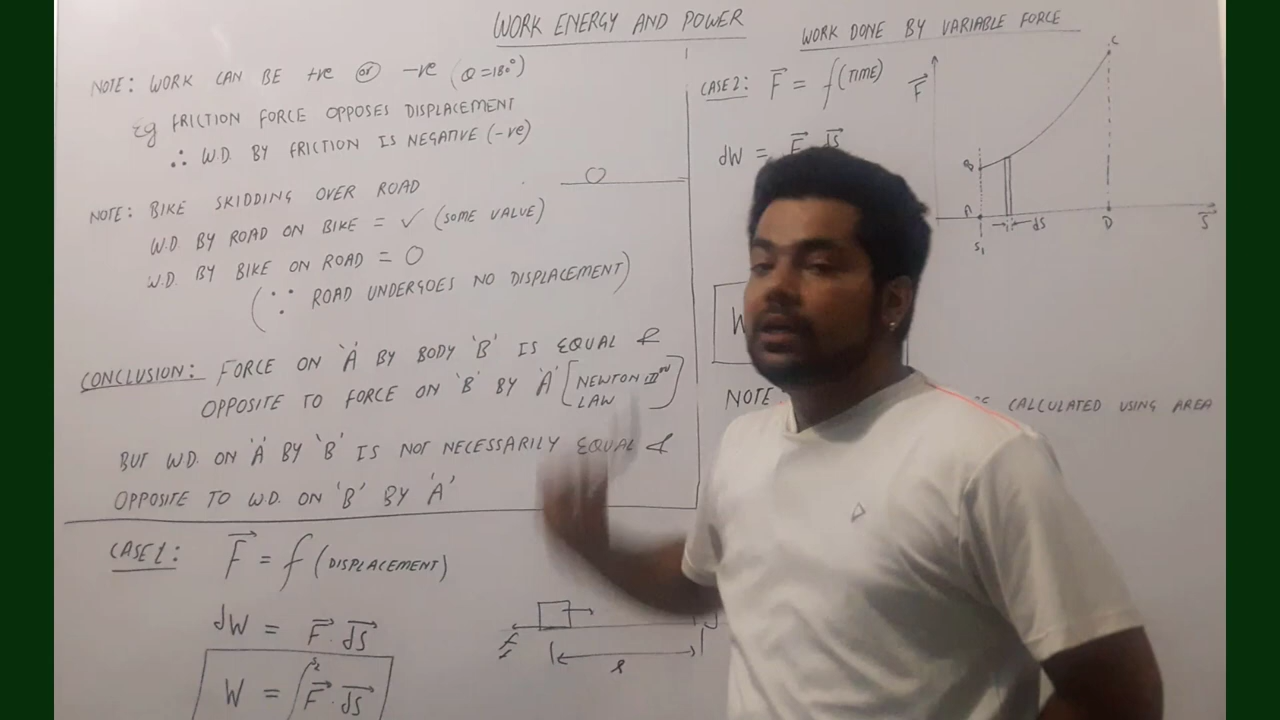 WORK ENERGY AND POWER
NOTE: WORK CAN BE +ve or -ve (θ=180°)
Eg FRICTION FORCE OPPOSES DISPLACEMENT
∴ W.D. BY FRICTION IS NEGATIVE (-ve)
NOTE: BIKE SKIDDING OVER ROAD
W.D. BY ROAD ON BIKE = ✓ (SOME VALUE)
W.D. BY BIKE ON ROAD = O
(∵ ROAD UNDERGOES NO DISPLACEMENT)
CONCLUSION: FORCE ON 'A' BY BODY 'B' IS EQUAL &
OPPOSITE TO FORCE ON 'B' BY 'A' [NEWTON III
LAW]
BUT W.D. ON 'A' BY 'B' IS NOT NECESSARILY EQUAL &
OPPOSITE TO W.D. ON 'B' BY 'A'
CASE 1: F⃗ = f (DISPLACEMENT)
dW = F⃗ . dS⃗
W = ∫ S₂ F⃗ . dS⃗
WORK DONE BY VARIABLE FORCE
CASE 2: F⃗ = f (TIME)
dW = F⃗ dS⃗
F⃗
C
A
dS
D
S⃗
S₁
W
NOTE
CALCULATED USING AREA